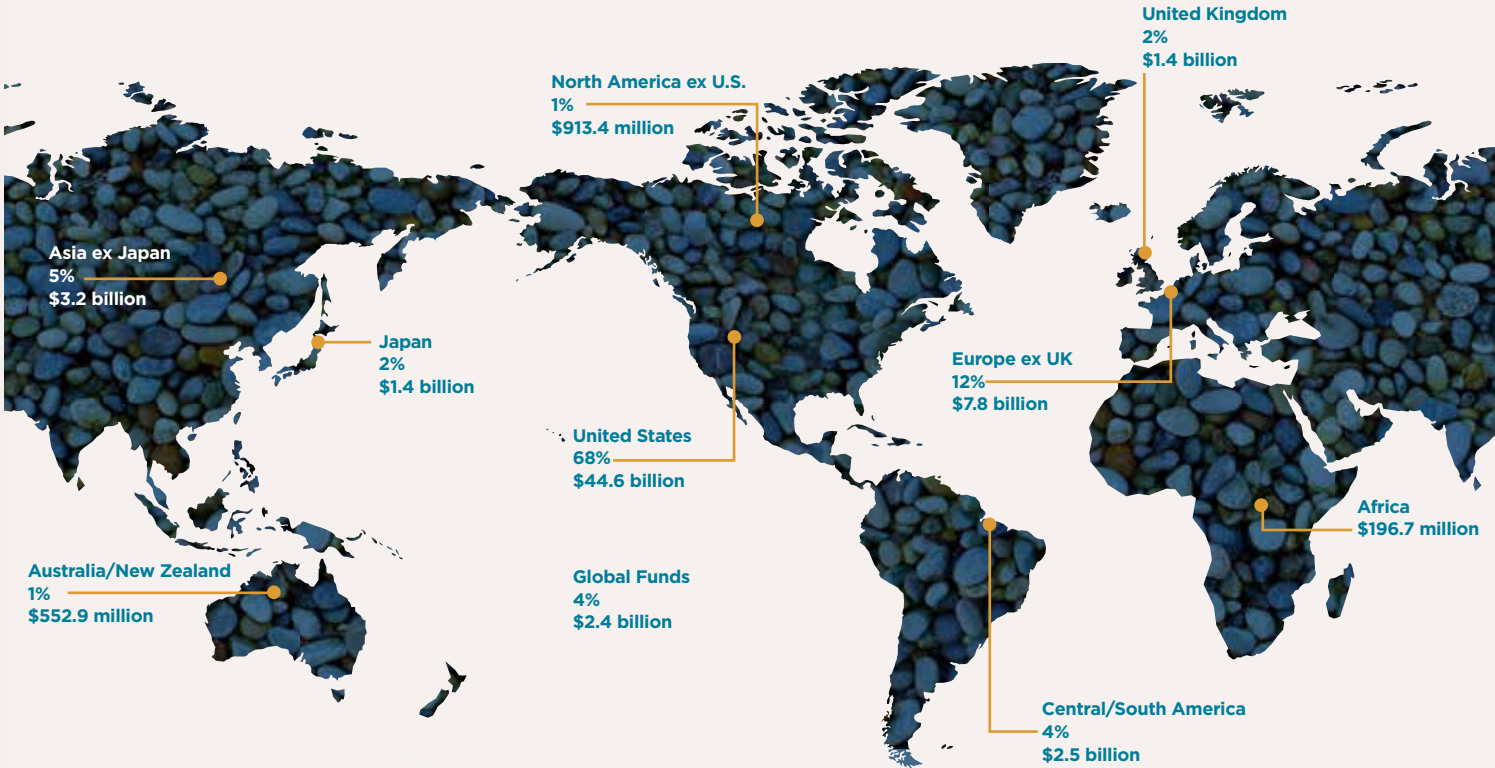 United Kingdom
2%
$1.4 billion
North America ex U.S.
1%
$913.4 million
Asia ex Japan
5%
$3.2 billion
Japan
2%
$1.4 billion
Europe ex UK
12%
$7.8 billion
United States
68%
$44.6 billion
Africa
$196.7 million
Australia/New Zealand
1%
$552.9 million
Global Funds
4%
$2.4 billion
Central/South America
4%
$2.5 billion